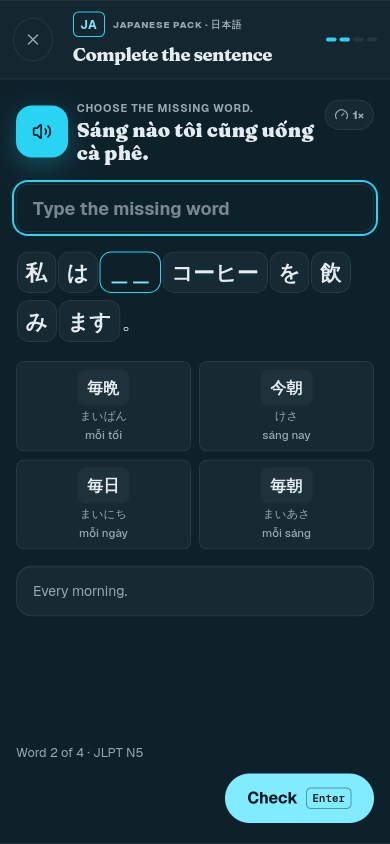 JA JAPANESE PACK · 日本語
Complete the sentence
CHOOSE THE MISSING WORD.
1×
Sáng nào tôi cũng uống
cà phê.
Type the missing word
私 は __ コーヒー を 飲
み ます 。
毎晩
まいばん
mỗi tối
今朝
けさ
sáng nay
毎日
まいにち
mỗi ngày
毎朝
まいあさ
mỗi sáng
Every morning.
Word 2 of 4 · JLPT N5
Check Enter